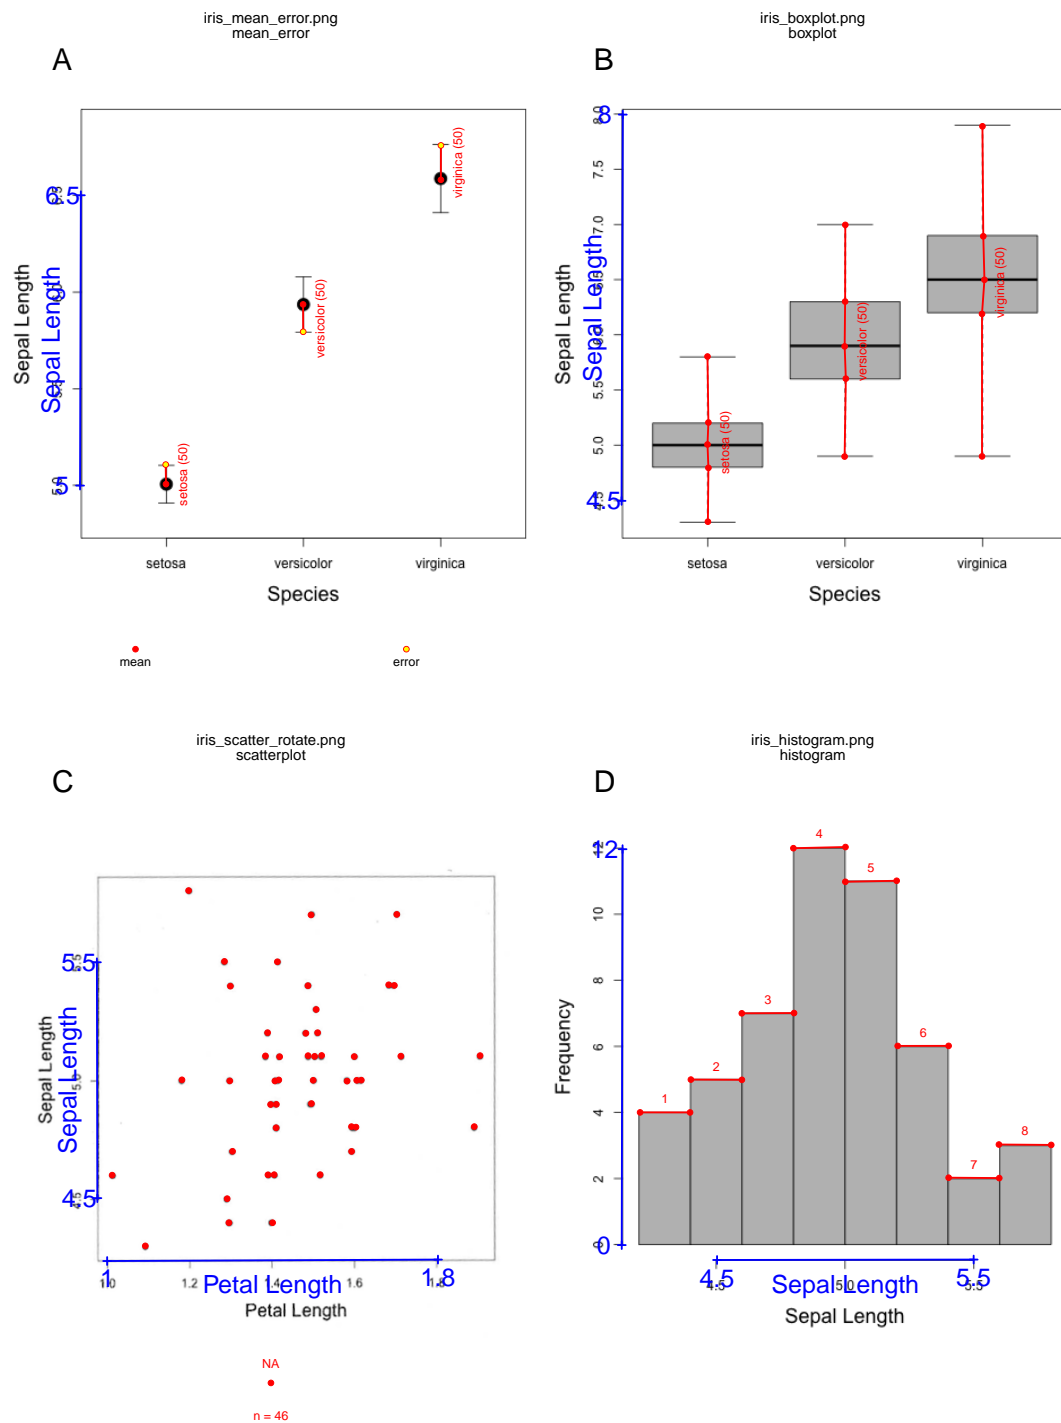 iris_mean_error.png
mean_error
A
Sepal Length
Sepal Length
6.5
5
setosa (50)
versicolor (50)
virginica (50)
setosa
versicolor
virginica
Species
mean
error
iris_boxplot.png
boxplot
B
Sepal Length
Sepal Length
8
7.5
7.0
5.5
5.0
4.5
setosa (50)
versicolor (50)
virginica (50)
setosa
versicolor
virginica
Species
iris_scatter_rotate.png
scatterplot
C
Sepal Length
Sepal Length
5.5
4.5
1
1.2
1.4
1.6
1.8
Petal Length
Petal Length
NA
n = 46
iris_histogram.png
histogram
D
Frequency
12
10
8
6
4
2
0
1
2
3
4
5
6
7
8
4.5
5.0
5.5
Sepal Length
Sepal Length